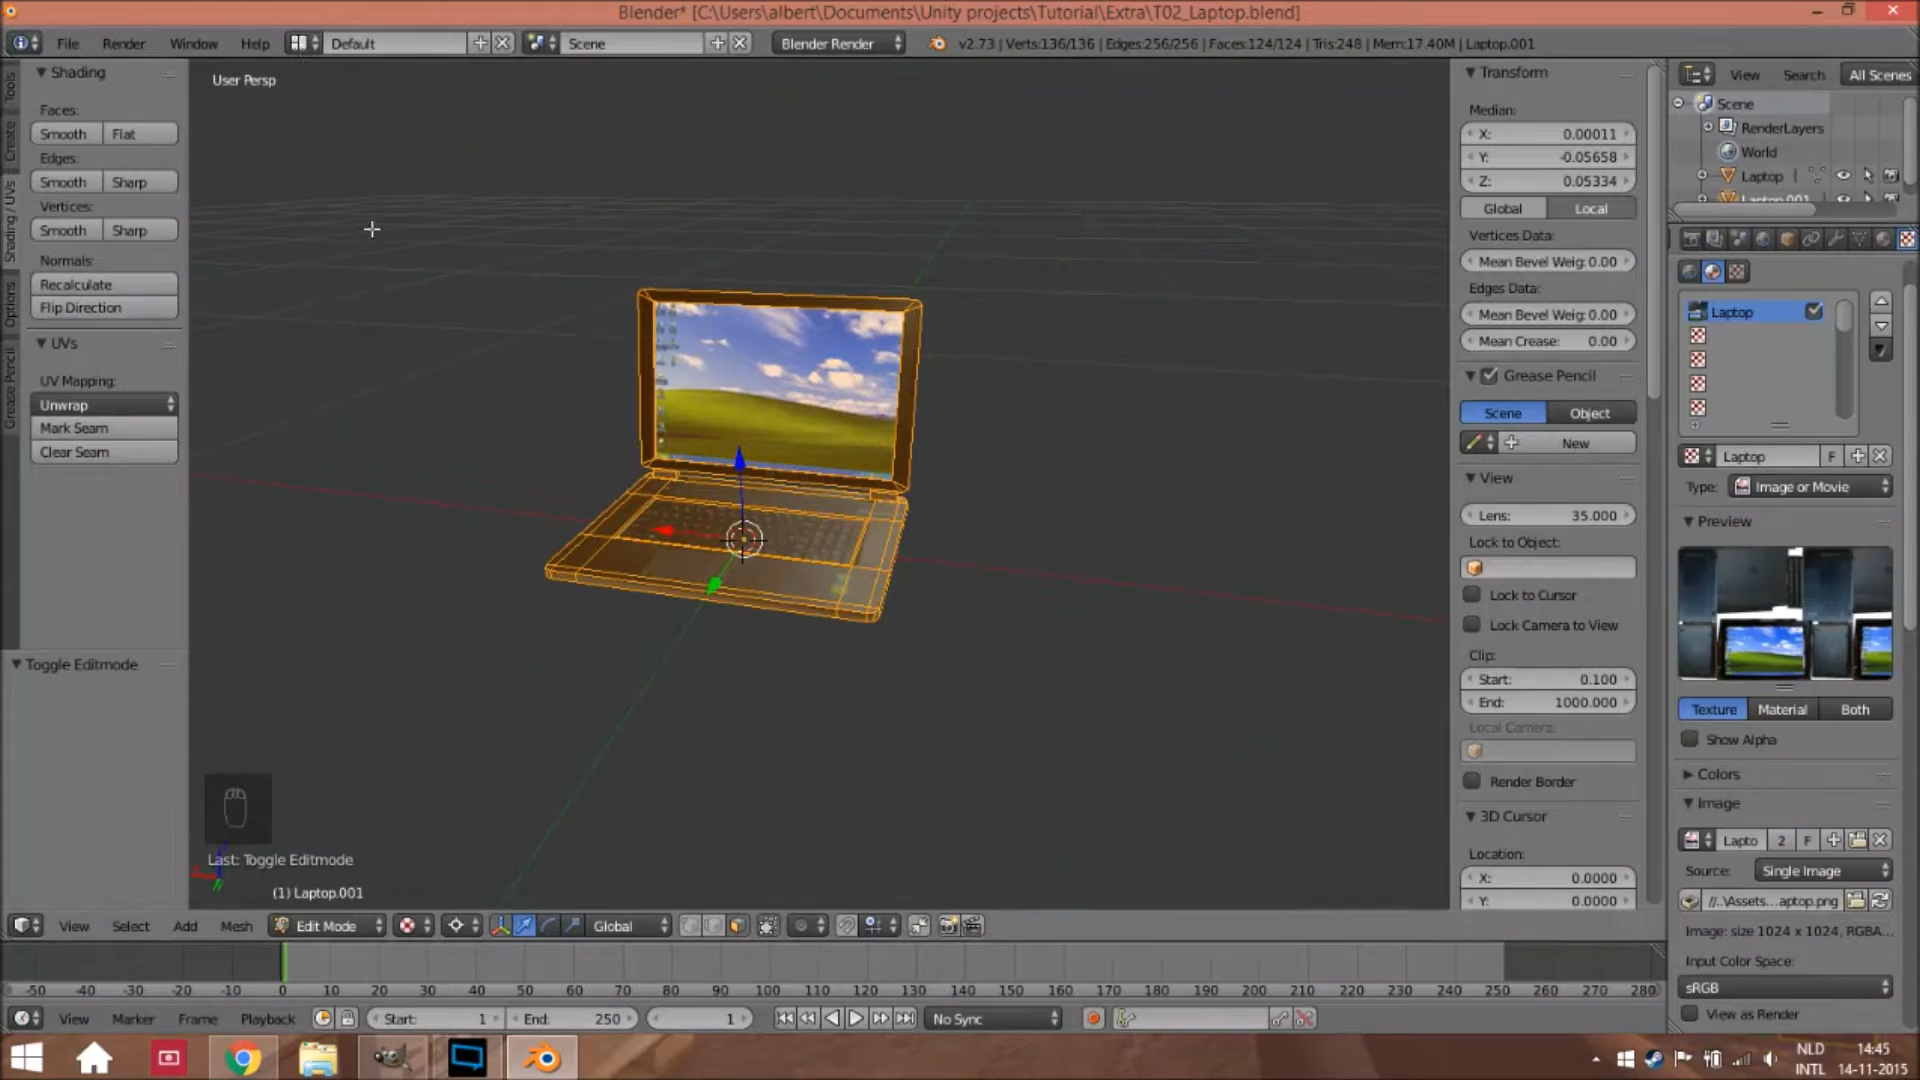 Blender* [C:\Users\albert\Documents\Unity projects\Tutorial\Extra\T02_Laptop.blend]
File Render Window Help Default Scene Blender Render v2.73 | Verts:136/136 | Edges:256/256 | Faces:124/124 | Tris:248 | Mem:17.40M | Laptop.001
Tools
Create
Shading / UVs
Options
Grease Pencil
Shading
Faces:
Smooth Flat
Edges:
Smooth Sharp
Vertices:
Smooth Sharp
Normals:
Recalculate
Flip Direction
UVs
UV Mapping:
Unwrap
Mark Seam
Clear Seam
Toggle Editmode
User Persp
Last: Toggle Editmode
(1) Laptop.001
Transform
Median:
X: 0.00011
Y: -0.05658
Z: 0.05334
Global Local
Vertices Data:
Mean Bevel Weig: 0.00
Edges Data:
Mean Bevel Weig: 0.00
Mean Crease: 0.00
Grease Pencil
Scene Object
New
View
Lens: 35.000
Lock to Object:
Lock to Cursor
Lock Camera to View
Clip:
Start: 0.100
End: 1000.000
Local Camera:
Render Border
3D Cursor
Location:
X: 0.0000
Y: 0.0000
View Search All Scenes
Scene
RenderLayers
World
Laptop
Laptop.001
Laptop
Laptop F
Type: Image or Movie
Preview
Texture Material Both
Show Alpha
Colors
Image
Lapto 2 F
Source: Single Image
//..\Assets...aptop.png
Image: size 1024 x 1024, RGBA...
Input Color Space:
sRGB
View as Render
View Select Add Mesh Edit Mode Global
-50 -40 -30 -20 -10 0 10 20 30 40 50 60 70 80 90 100 110 120 130 140 150 160 170 180 190 200 210 220 230 240 250 260 270 280
View Marker Frame Playback Start: 1 End: 250 1 No Sync
NLD 14:45
INTL 14-11-2015